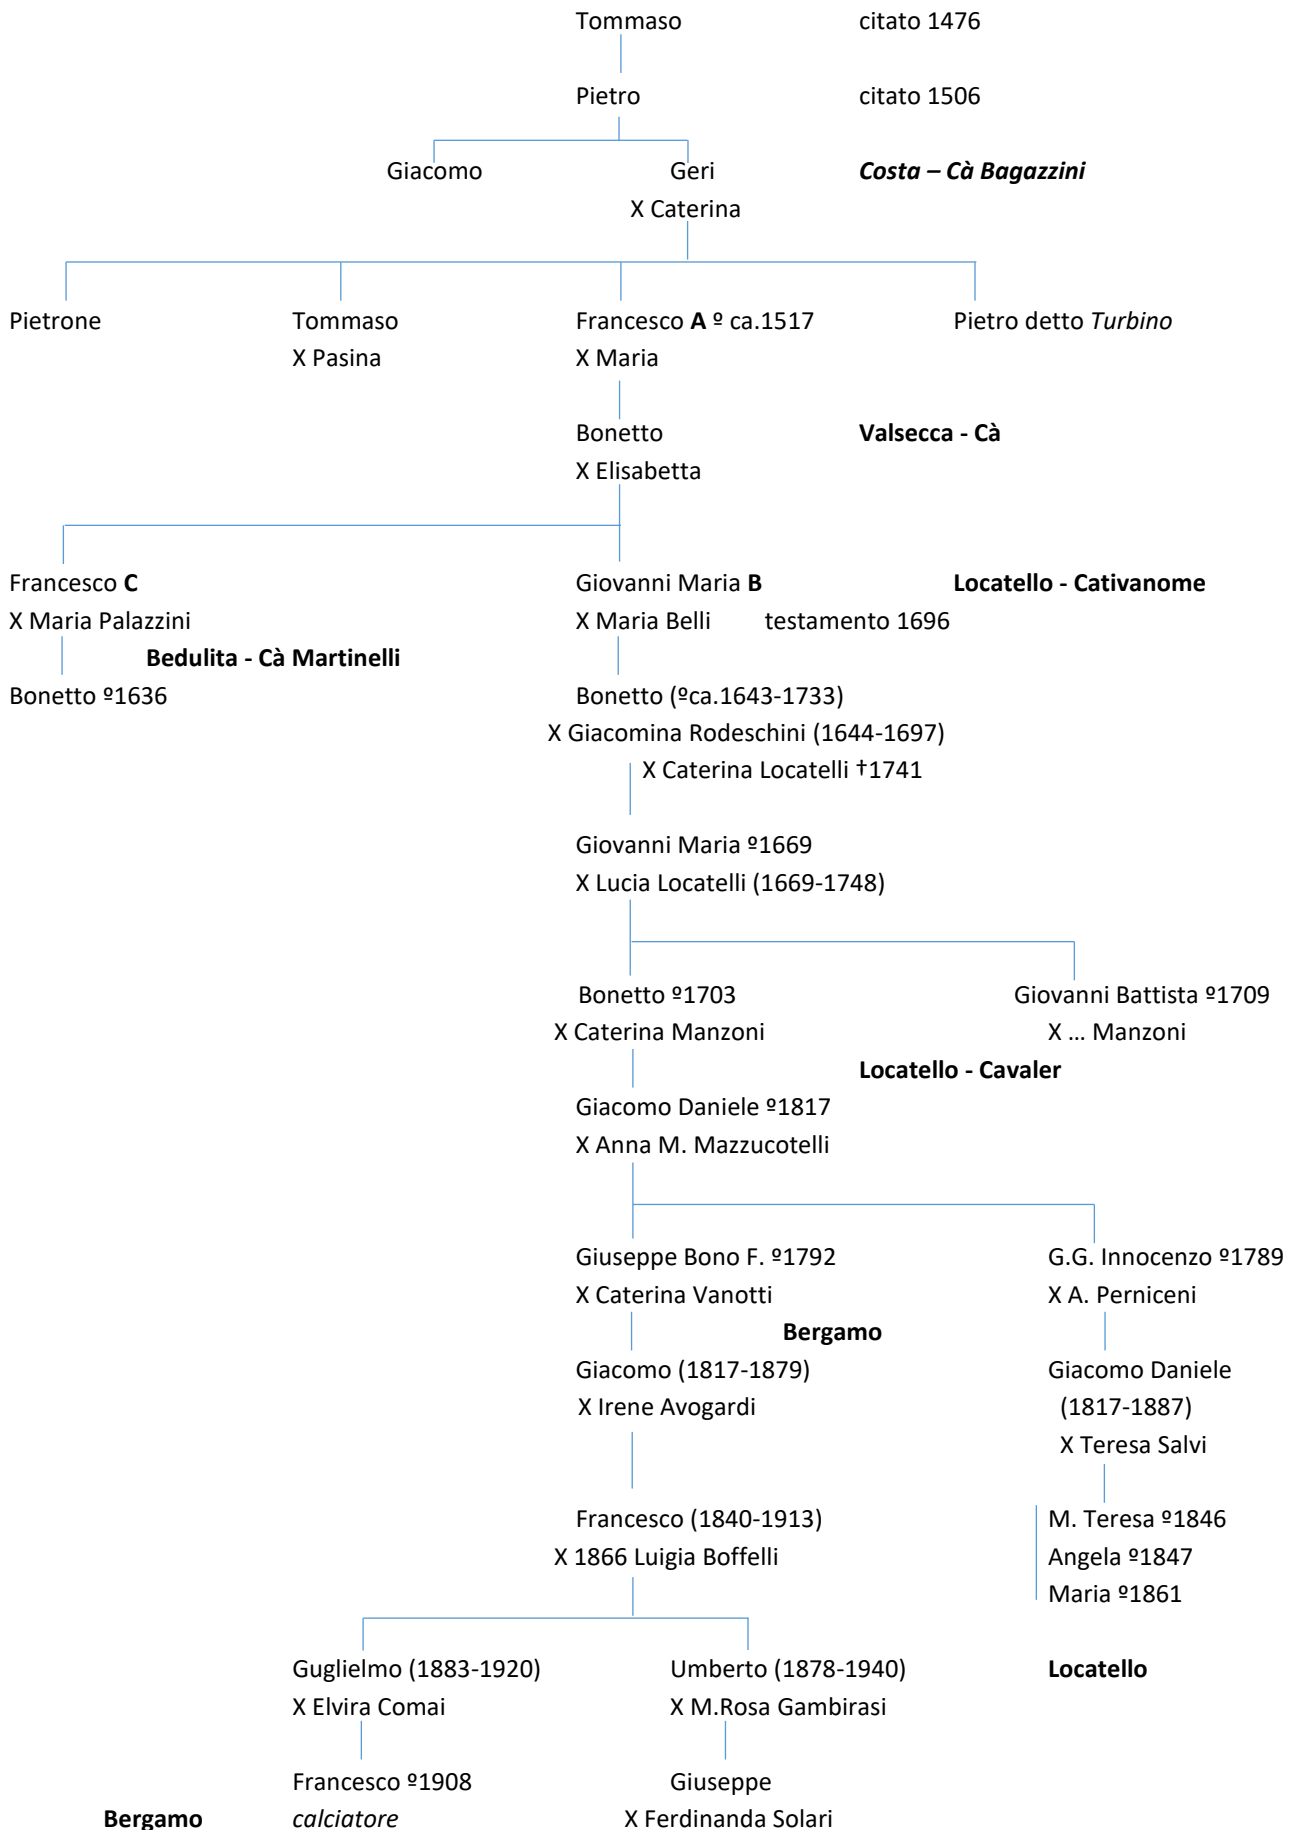 Tommaso citato 1476
Pietro citato 1506
Giacomo Geri Costa – Cà Bagazzini
X Caterina
Pietrone Tommaso Francesco A º ca.1517 Pietro detto Turbino
X Pasina X Maria
Bonetto Valsecca - Cà
X Elisabetta
Francesco C Giovanni Maria B Locatello - Cativanome
X Maria Palazzini X Maria Belli testamento 1696
Bedulita - Cà Martinelli
Bonetto º1636 Bonetto (ºca.1643-1733)
X Giacomina Rodeschini (1644-1697)
X Caterina Locatelli †1741
Giovanni Maria º1669
X Lucia Locatelli (1669-1748)
Bonetto º1703 Giovanni Battista º1709
X Caterina Manzoni X … Manzoni
Locatello - Cavaler
Giacomo Daniele º1817
X Anna M. Mazzucotelli
Giuseppe Bono F. º1792 G.G. Innocenzo º1789
X Caterina Vanotti X A. Perniceni
Bergamo
Giacomo (1817-1879) Giacomo Daniele
X Irene Avogardi (1817-1887)
X Teresa Salvi
Francesco (1840-1913) M. Teresa º1846
X 1866 Luigia Boffelli Angela º1847
Maria º1861
Guglielmo (1883-1920) Umberto (1878-1940) Locatello
X Elvira Comai X M.Rosa Gambirasi
Francesco º1908 Giuseppe
Bergamo calciatore X Ferdinanda Solari